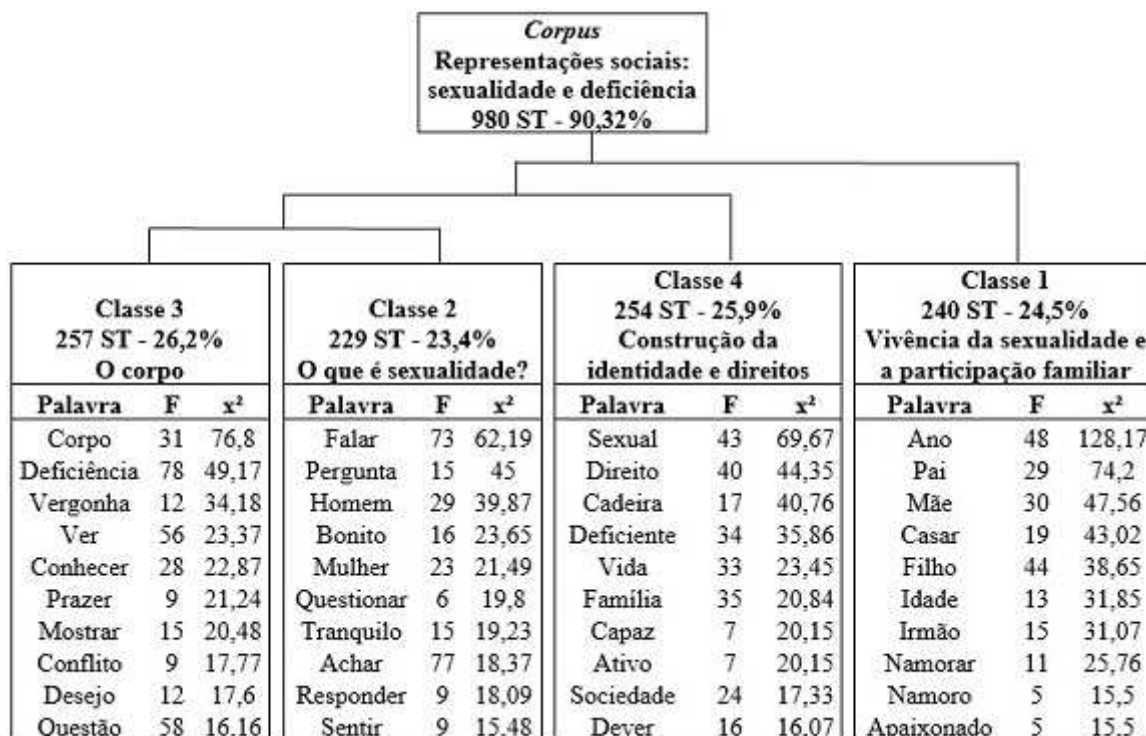 Corpus
Representações sociais:
sexualidade e deficiência
980 ST - 90,32%
Classe 3
257 ST - 26,2%
O corpo
Palavra F x²
Corpo 31 76,8
Deficiência 78 49,17
Vergonha 12 34,18
Ver 56 23,37
Conhecer 28 22,87
Prazer 9 21,24
Mostrar 15 20,48
Conflito 9 17,77
Desejo 12 17,6
Questão 58 16,16
Classe 2
229 ST - 23,4%
O que é sexualidade?
Palavra F x²
Falar 73 62,19
Pergunta 15 45
Homem 29 39,87
Bonito 16 23,65
Mulher 23 21,49
Questionar 6 19,8
Tranquilo 15 19,23
Achar 77 18,37
Responder 9 18,09
Sentir 9 15,48
Classe 4
254 ST - 25,9%
Construção da
identidade e direitos
Palavra F x²
Sexual 43 69,67
Direito 40 44,35
Cadeira 17 40,76
Deficiente 34 35,86
Vida 33 23,45
Família 35 20,84
Capaz 7 20,15
Ativo 7 20,15
Sociedade 24 17,33
Dever 16 16,07
Classe 1
240 ST - 24,5%
Vivência da sexualidade e
a participação familiar
Palavra F x²
Ano 48 128,17
Pai 29 74,2
Mãe 30 47,56
Casar 19 43,02
Filho 44 38,65
Idade 13 31,85
Irmão 15 31,07
Namorar 11 25,76
Namoro 5 15,5
Apaixonado 5 15,5